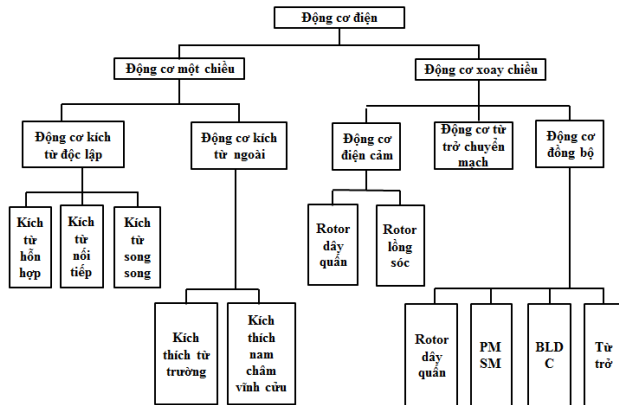 Động cơ điện
Động cơ một chiều
Động cơ xoay chiều
Động cơ kích
từ độc lập
Động cơ kích
từ ngoài
Động cơ
điện cảm
Động cơ từ
trở chuyển
mạch
Động cơ
đồng bộ
Kích
từ
hỗn
hợp
Kích
từ
nối
tiếp
Kích
từ
song
song
Rotor
dây
quấn
Rotor
lồng
sóc
Kích
thích từ
trường
Kích
thích
nam
châm
vĩnh cửu
Rotor
dây
quấn
PM
SM
BLD
C
Từ
trở